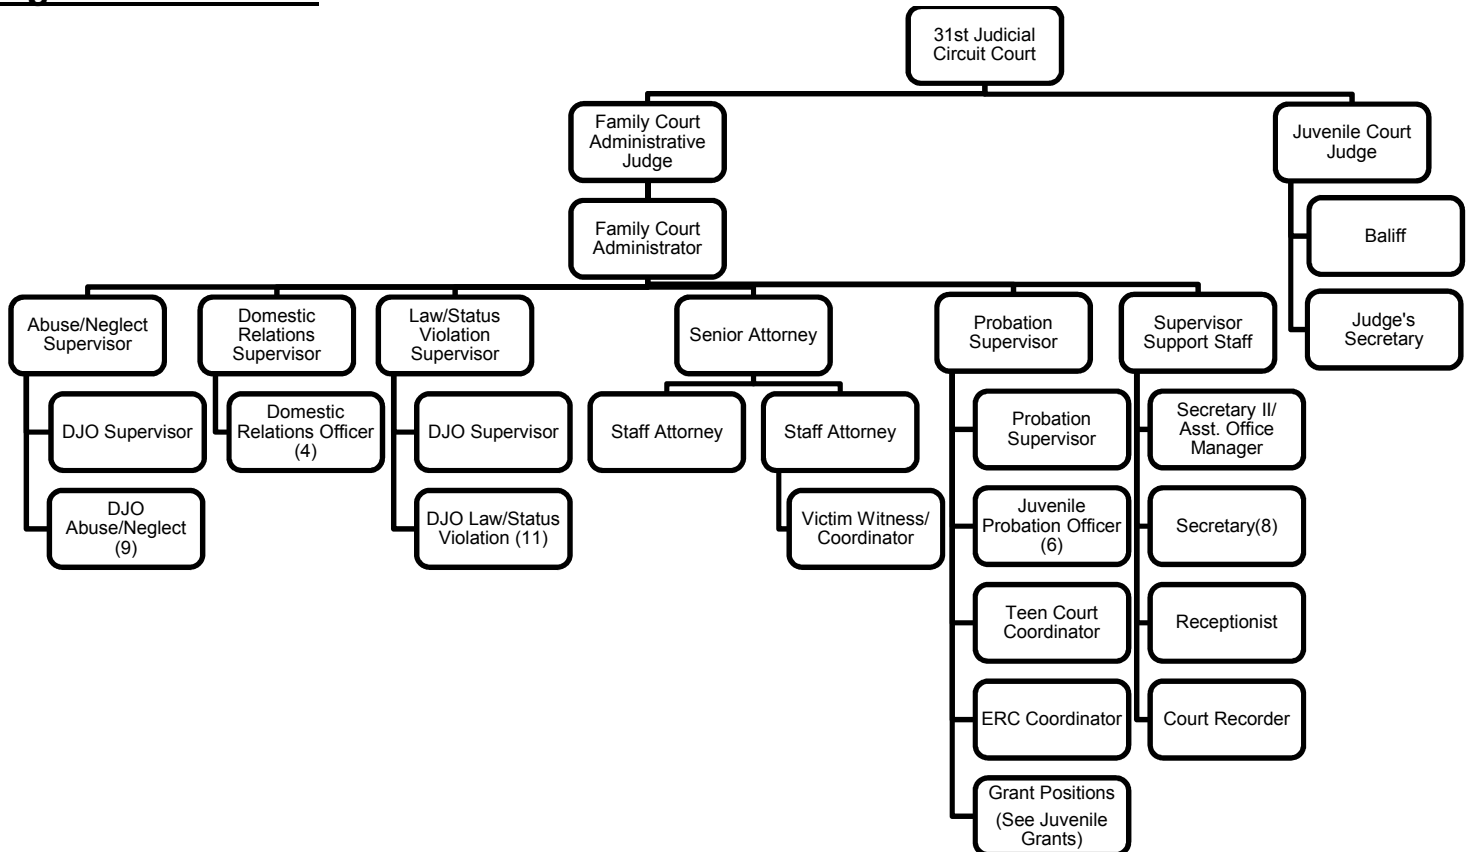 31st Judicial
Circuit Court
Family Court
Administrative
Judge
Juvenile Court
Judge
Family Court
Administrator
Baliff
Judge's
Secretary
Abuse/Neglect
Supervisor
Domestic
Relations
Supervisor
Law/Status
Violation
Supervisor
Senior Attorney
Probation
Supervisor
Supervisor
Support Staff
DJO Supervisor
Domestic
Relations Officer
(4)
DJO Supervisor
Staff Attorney
Staff Attorney
Probation
Supervisor
Secretary II/
Asst. Office
Manager
DJO
Abuse/Neglect
(9)
DJO Law/Status
Violation (11)
Victim Witness/
Coordinator
Juvenile
Probation Officer
(6)
Secretary(8)
Teen Court
Coordinator
Receptionist
ERC Coordinator
Court Recorder
Grant Positions
(See Juvenile
Grants)